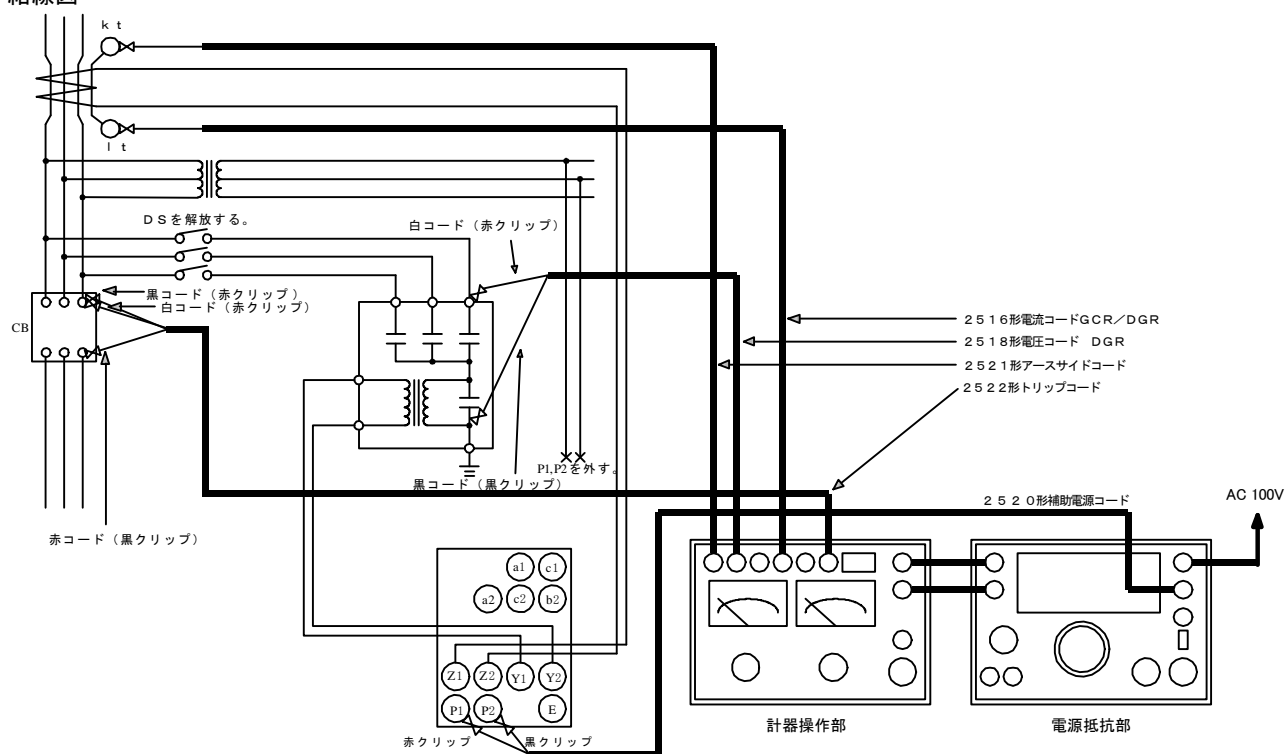 結線図
k t
l t
DSを解放する。
白コード（赤クリップ）
黒コード（赤クリップ）
白コード（赤クリップ）
CB
2516形電流コードGCR／DGR
2518形電圧コード DGR
2521形アースサイドコード
2522形トリップコード
P1,P2を外す。
黒コード（黒クリップ）
2520形補助電源コード
AC 100V
赤コード（黒クリップ）
a1 c1
a2 c2 b2
Z1 Z2 Y1 Y2
P1 P2 E
赤クリップ
黒クリップ
計器操作部
電源抵抗部